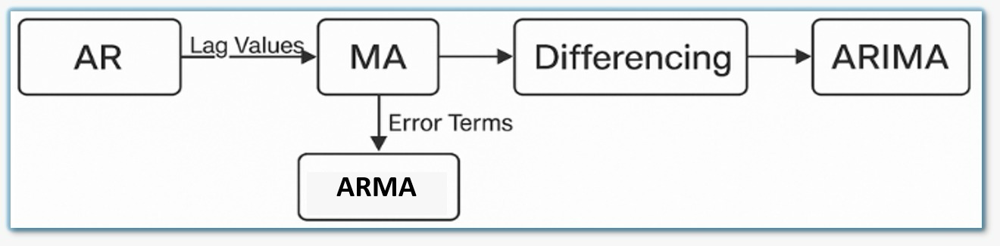 AR
Lag Values
MA
Differencing
ARIMA
Error Terms
ARMA